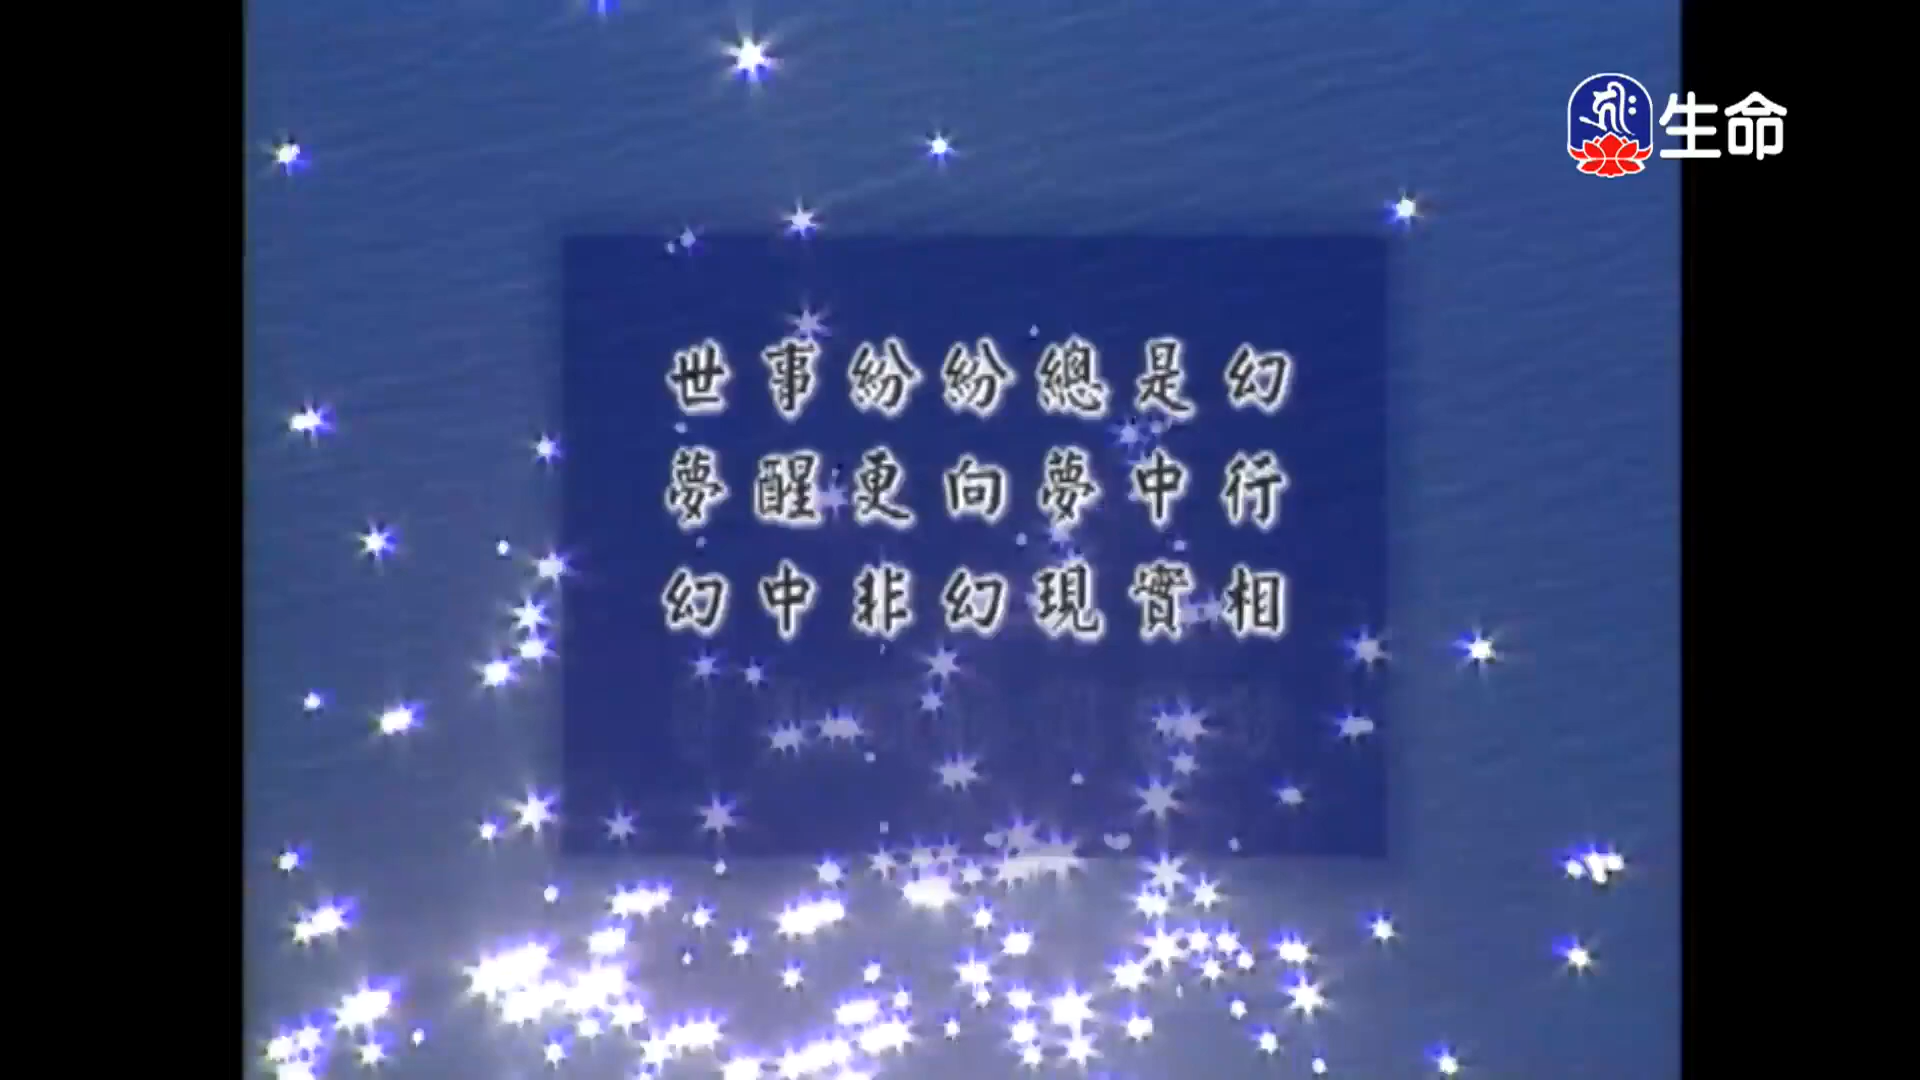 生命
世事紛紛總是幻
夢醒更向夢中行
幻中非幻現實相